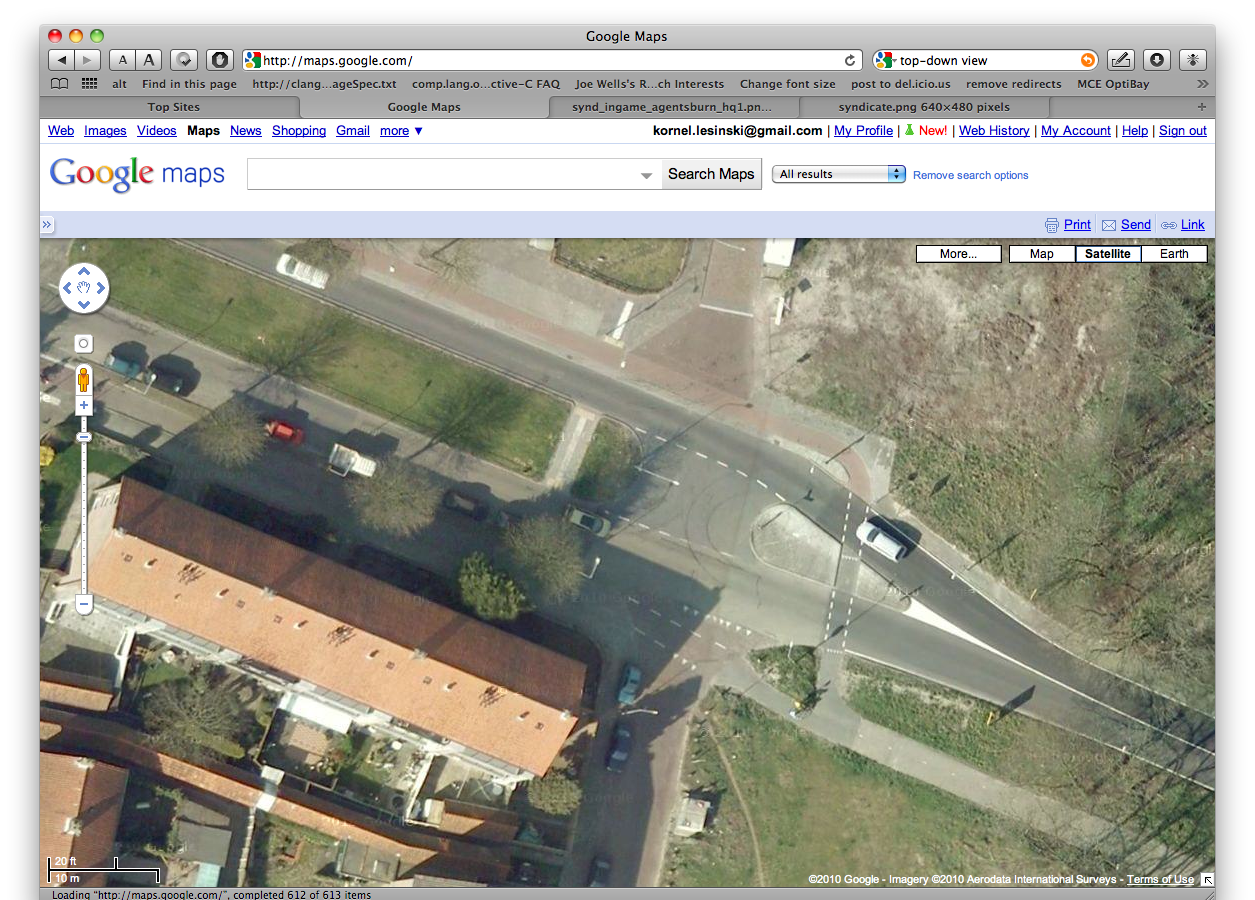 Google Maps
A A http://maps.google.com/ top-down view
alt Find in this page http://clang....ageSpec.txt comp.lang.o...ctive-C FAQ Joe Wells's R...ch Interests Change font size post to del.icio.us remove redirects MCE OptiBay »
Top Sites Google Maps synd_ingame_agentsburn_hq1.pn... syndicate.png 640×480 pixels +
Web Images Videos Maps News Shopping Gmail more ▼ kornel.lesinski@gmail.com | My Profile | New! | Web History | My Account | Help | Sign out
Google maps Search Maps All results Remove search options
» Print Send Link
More... Map Satellite Earth
20 ft
10 m
©2010 Google - Imagery ©2010 Aerodata International Surveys - Terms of Use
Loading “http://maps.google.com/”, completed 612 of 613 items